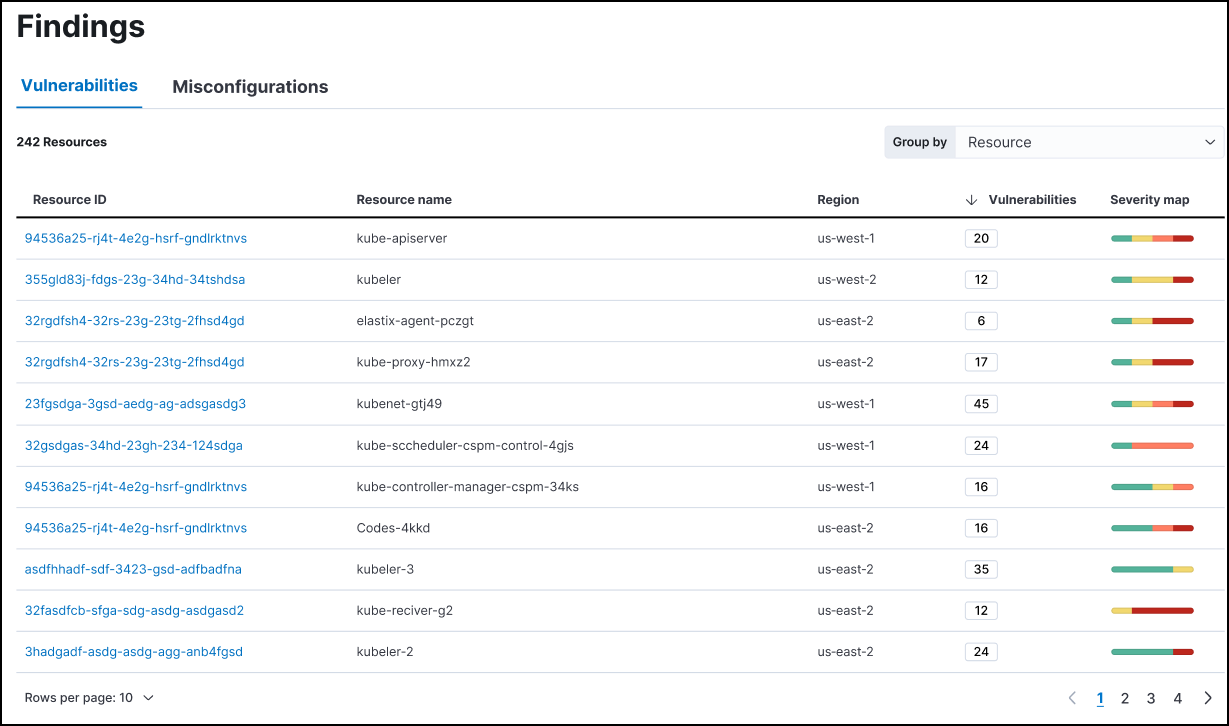 Findings
Vulnerabilities Misconfigurations
242 Resources Group by Resource
Resource ID Resource name Region Vulnerabilities Severity map
94536a25-rj4t-4e2g-hsrf-gndlrktnvs kube-apiserver us-west-1 20
355gld83j-fdgs-23g-34hd-34tshdsa kubeler us-west-2 12
32rgdfsh4-32rs-23g-23tg-2fhsd4gd elastix-agent-pczgt us-east-2 6
32rgdfsh4-32rs-23g-23tg-2fhsd4gd kube-proxy-hmxz2 us-east-2 17
23fgsdga-3gsd-aedg-ag-adsgasdg3 kubenet-gtj49 us-west-1 45
32gsdgas-34hd-23gh-234-124sdga kube-sccheduler-cspm-control-4gjs us-west-1 24
94536a25-rj4t-4e2g-hsrf-gndlrktnvs kube-controller-manager-cspm-34ks us-west-1 16
94536a25-rj4t-4e2g-hsrf-gndlrktnvs Codes-4kkd us-east-2 16
asdfhhadf-sdf-3423-gsd-adfbadfna kubeler-3 us-east-2 35
32fasdfcb-sfga-sdg-asdg-asdgasd2 kube-reciver-g2 us-east-2 12
3hadgadf-asdg-asdg-agg-anb4fgsd kubeler-2 us-east-2 24
Rows per page: 10 1 2 3 4